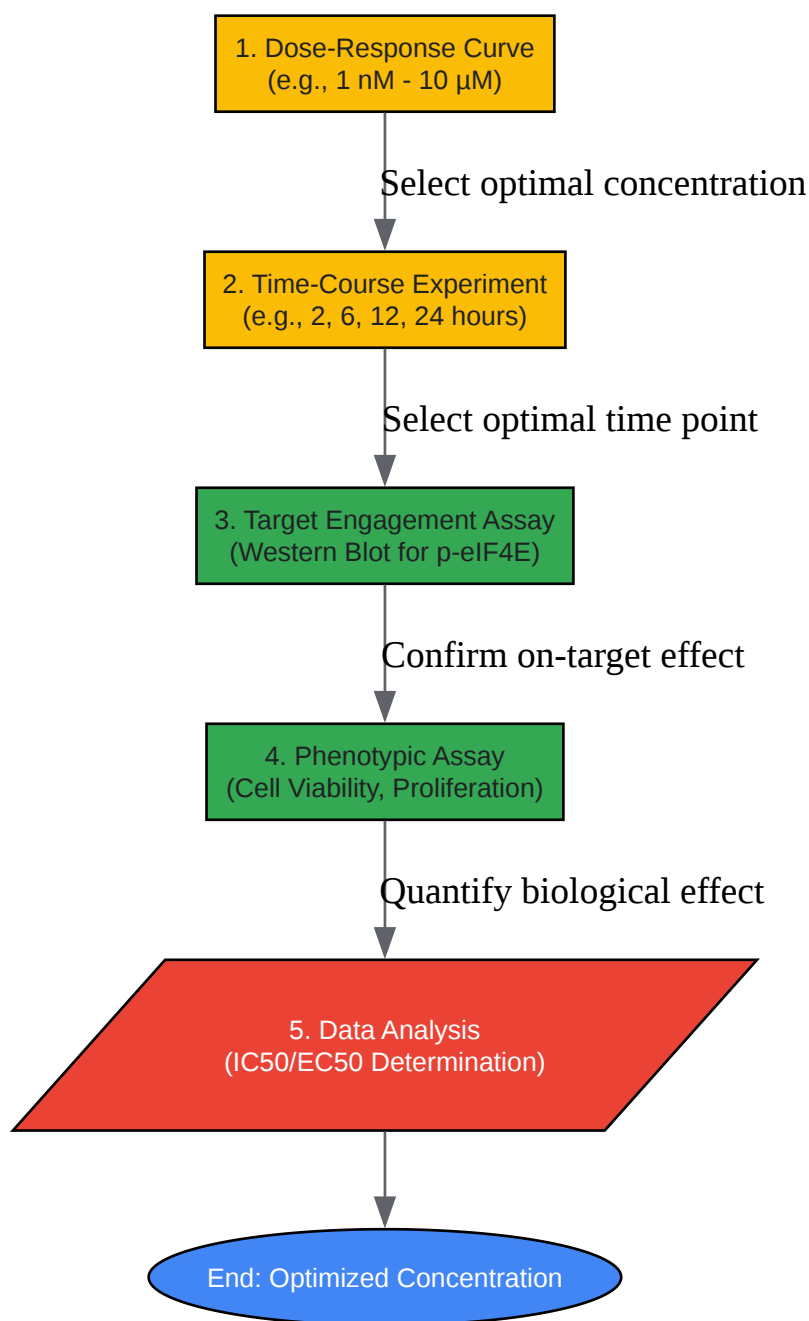 1. Dose-Response Curve
(e.g., 1 nM - 10 µM)
Select optimal concentration
2. Time-Course Experiment
(e.g., 2, 6, 12, 24 hours)
Select optimal time point
3. Target Engagement Assay
(Western Blot for p-eIF4E)
Confirm on-target effect
4. Phenotypic Assay
(Cell Viability, Proliferation)
Quantify biological effect
5. Data Analysis
(IC50/EC50 Determination)
End: Optimized Concentration